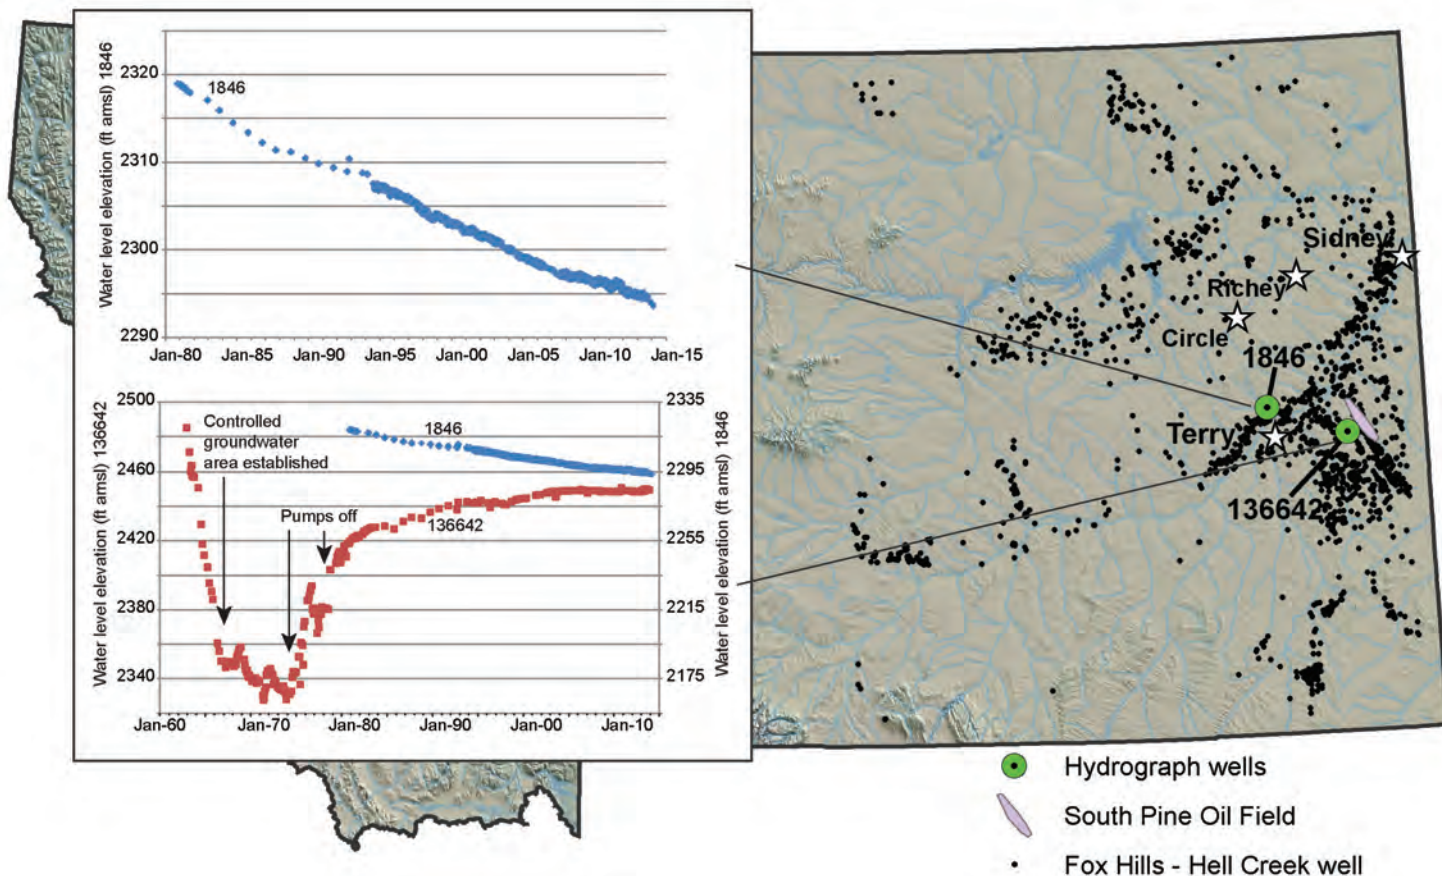 Water level elevation (ft amsl) 1846
2320
2310
2300
2290
1846
Jan-80
Jan-85
Jan-90
Jan-95
Jan-00
Jan-05
Jan-10
Jan-15
Water level elevation (ft amsl) 136642
2500
2460
2420
2380
2340
Controlled
groundwater
area established
Pumps off
1846
136642
2335
2295
2255
2215
2175
Water level elevation (ft amsl) 1846
Jan-60
Jan-70
Jan-80
Jan-90
Jan-00
Jan-10
Sidney
Richey
Circle
1846
Terry
136642
Hydrograph wells
South Pine Oil Field
Fox Hills - Hell Creek well